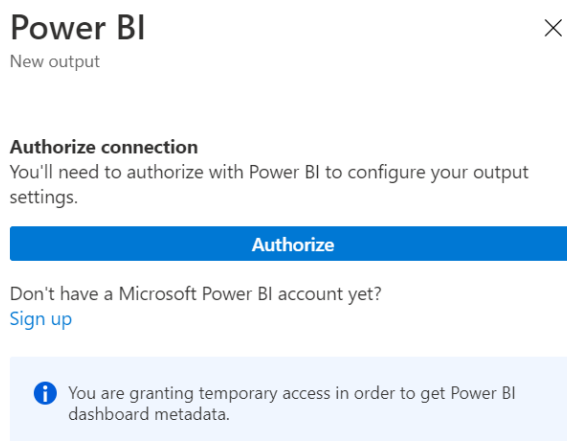 Power BI
New output
Authorize connection
You'll need to authorize with Power BI to configure your output
settings.
Authorize
Don't have a Microsoft Power BI account yet?
Sign up
You are granting temporary access in order to get Power BI
dashboard metadata.